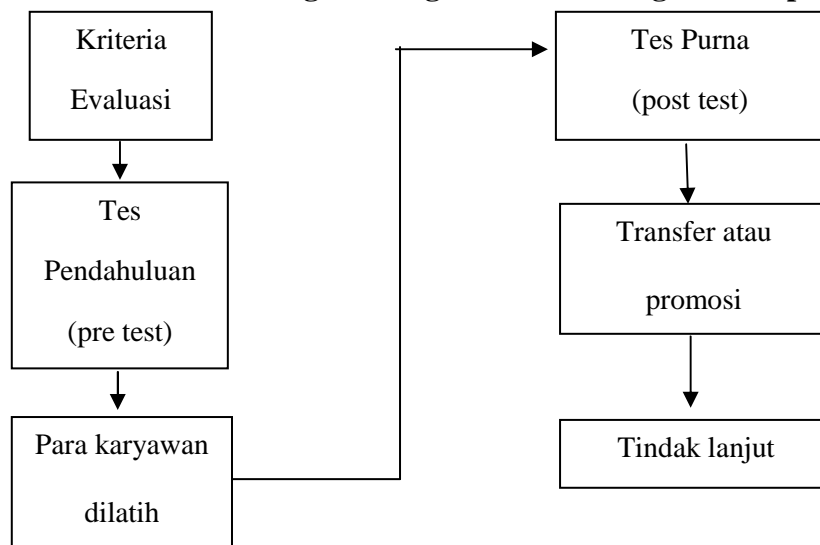 Kriteria
Evaluasi
Tes
Pendahuluan
(pre test)
Para karyawan
dilatih
Tes Purna
(post test)
Transfer atau
promosi
Tindak lanjut